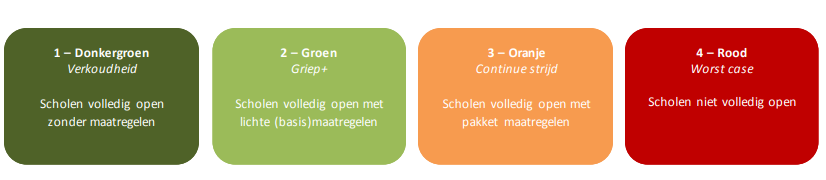 1 – Donkergroen
Verkoudheid
Scholen volledig open
zonder maatregelen
2 – Groen
Griep+
Scholen volledig open met
lichte (basis)maatregelen
3 – Oranje
Continue strijd
Scholen volledig open met
pakket maatregelen
4 – Rood
Worst case
Scholen niet volledig open